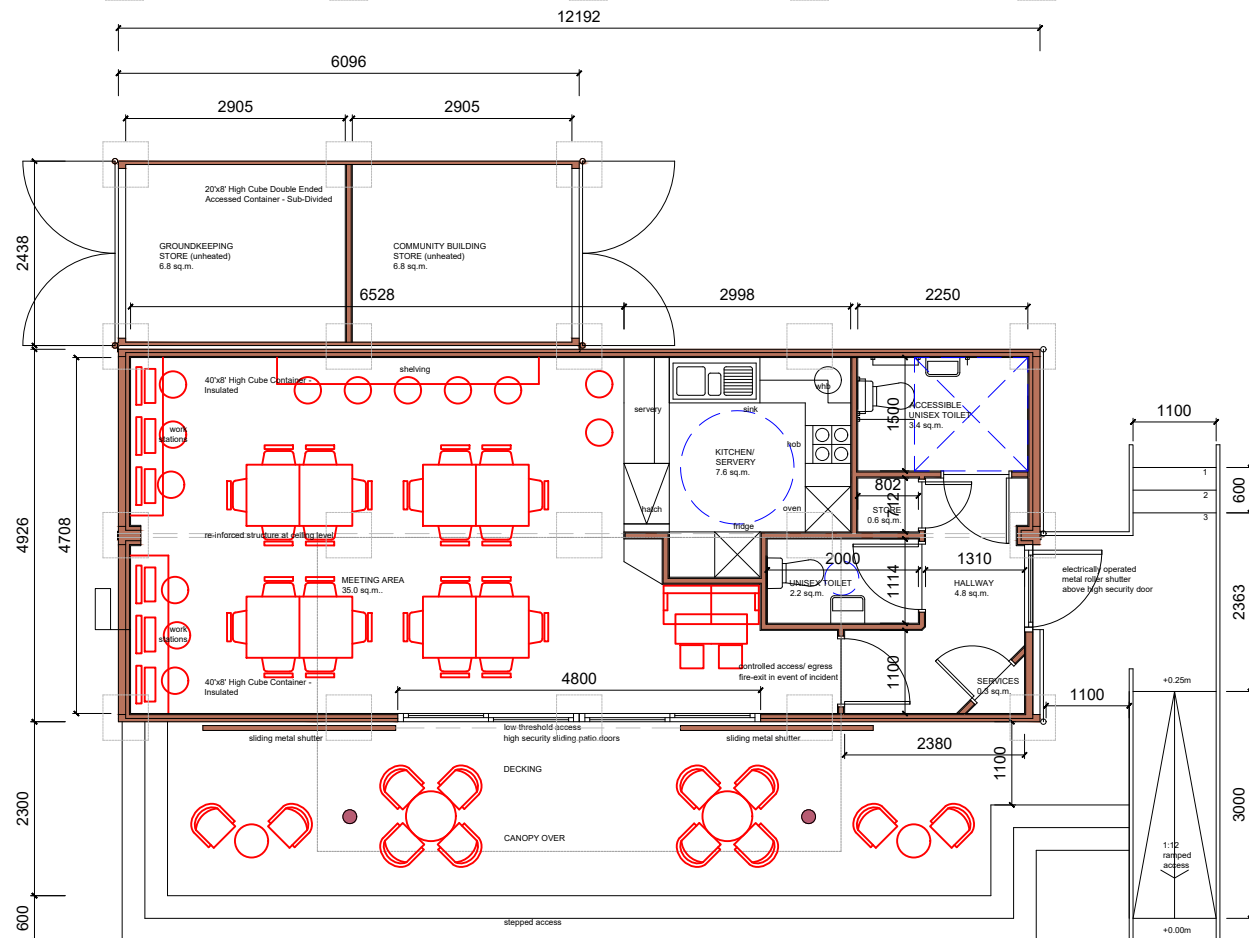 12192
6096
2905
2905
20'x8' High Cube Double Ended
Accessed Container - Sub-Divided
GROUNDKEEPING
STORE (unheated)
6.8 sq.m.
COMMUNITY BUILDING
STORE (unheated)
6.8 sq.m.
2438
6528
2998
2250
shelving
40'x8' High Cube Container -
Insulated
servery
sink
whb
1500
ACCESSIBLE
UNISEX TOILET
3.4 sq.m.
1100
work
stations
hob
KITCHEN/
SERVERY
7.6 sq.m.
1
2
3
600
802
712
STORE
0.6 sq.m.
hatch
oven
fridge
4926
4708
re-inforced structure at ceiling level
MEETING AREA
35.0 sq.m..
2000
UNISEX TOILET
2.2 sq.m.
1114
1310
HALLWAY
4.8 sq.m.
electrically operated
metal roller shutter
above high security door
2363
work
stations
controlled access/ egress
fire-exit in event of incident
1100
SERVICES
0.3 sq.m.
+0.25m
40'x8' High Cube Container -
Insulated
4800
1100
low threshold access
high security sliding patio doors
sliding metal shutter
sliding metal shutter
2380
1100
DECKING
2300
3000
CANOPY OVER
1:12
ramped
access
600
stepped access
+0.00m